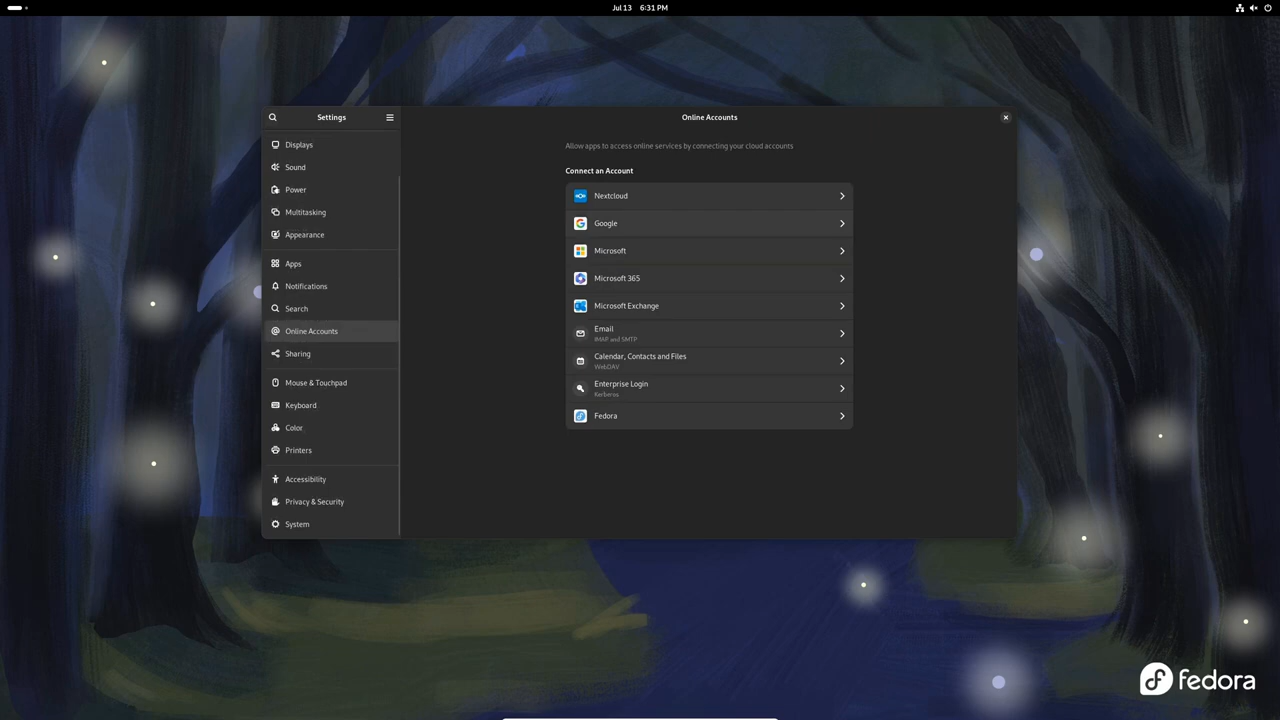 Jul 13 6:31 PM
Settings
Online Accounts
Displays
Sound
Power
Multitasking
Appearance
Apps
Notifications
Search
Online Accounts
Sharing
Mouse & Touchpad
Keyboard
Color
Printers
Accessibility
Privacy & Security
System
Allow apps to access online services by connecting your cloud accounts
Connect an Account
Nextcloud
Google
Microsoft
Microsoft 365
Microsoft Exchange
Email
IMAP and SMTP
Calendar, Contacts and Files
WebDAV
Enterprise Login
Kerberos
Fedora
fedora